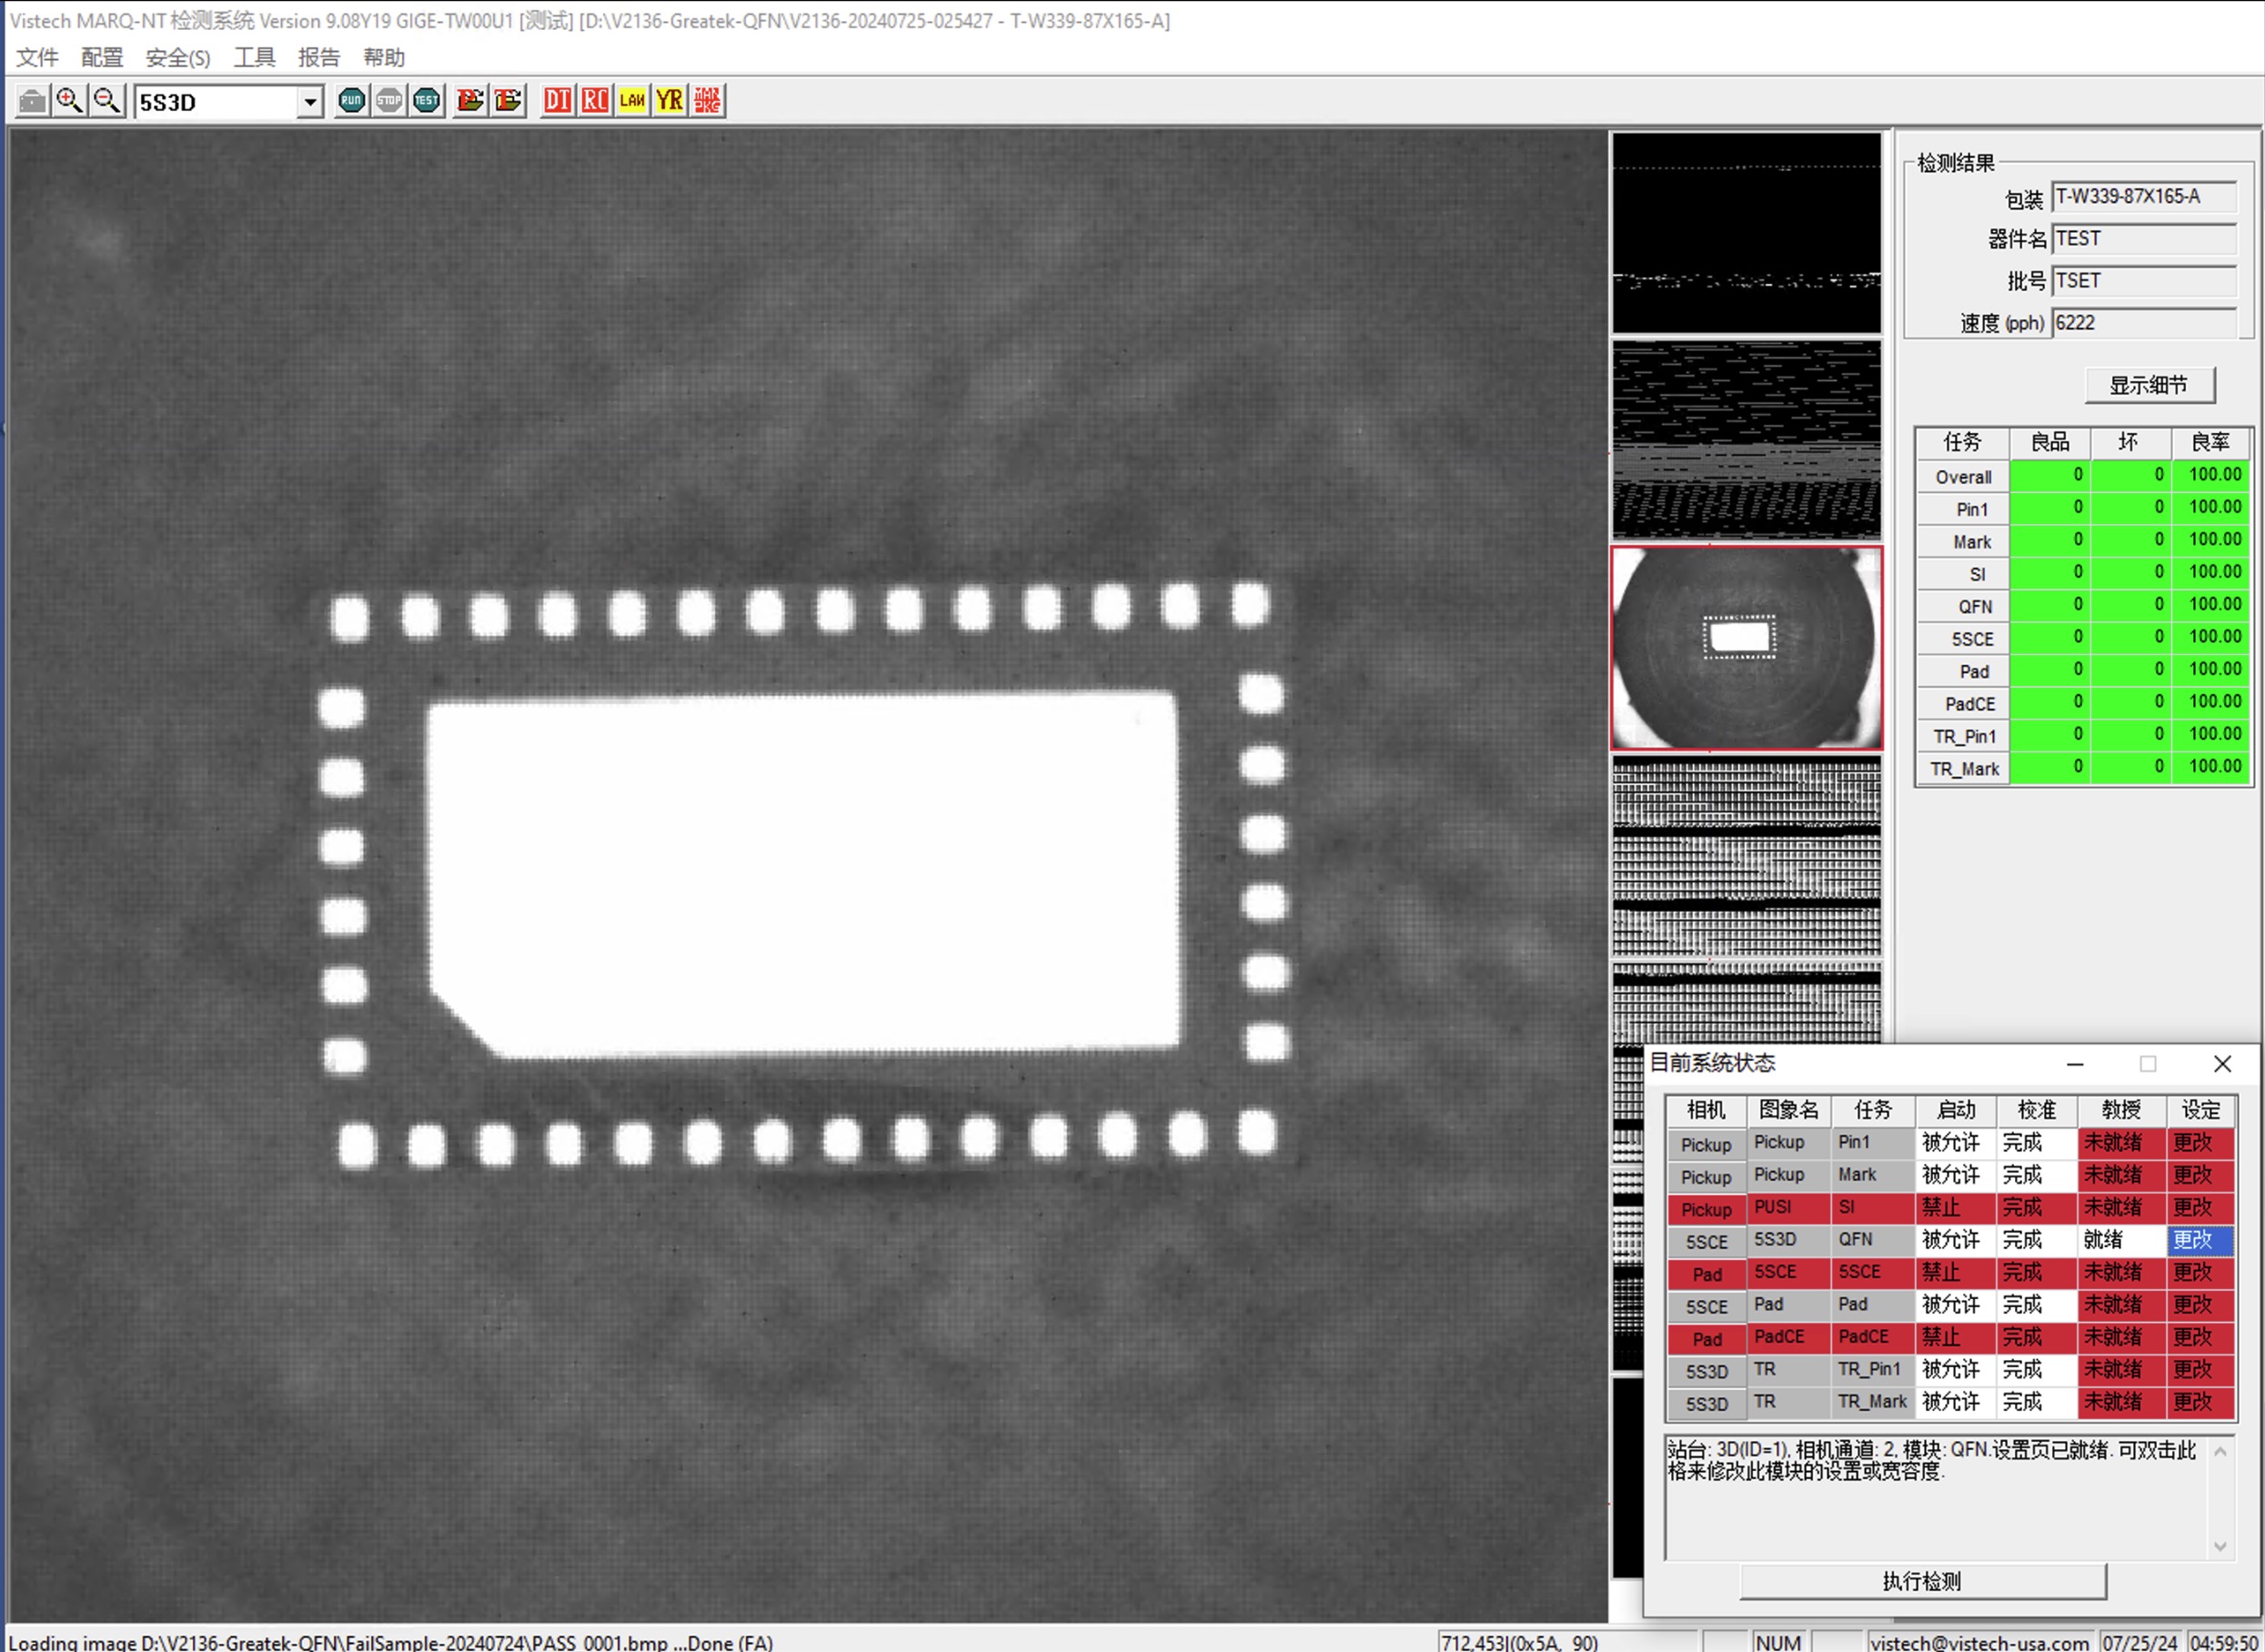 Vistech MARQ-NT 检测系统 Version 9.08Y19 GIGE-TW00U1 [测试] [D:\V2136-Greatek-QFN\V2136-20240725-025427 - T-W339-87X165-A]
文件 配置 安全(S) 工具 报告 帮助
5S3D RUN STOP TEST DT RC LAW YR
检测结果
包装 T-W339-87X165-A
器件名 TEST
批号 TSET
速度 (pph) 6222
显示细节
任务 良品 坏 良率
Overall 0 0 100.00
Pin1 0 0 100.00
Mark 0 0 100.00
SI 0 0 100.00
QFN 0 0 100.00
5SCE 0 0 100.00
Pad 0 0 100.00
PadCE 0 0 100.00
TR_Pin1 0 0 100.00
TR_Mark 0 0 100.00
目前系统状态
相机 图象名 任务 启动 校准 教授 设定
Pickup Pickup Pin1 被允许 完成 未就绪 更改
Pickup Pickup Mark 被允许 完成 未就绪 更改
Pickup PUSI SI 禁止 完成 未就绪 更改
5SCE 5S3D QFN 被允许 完成 就绪 更改
Pad 5SCE 5SCE 禁止 完成 未就绪 更改
5SCE Pad Pad 被允许 完成 未就绪 更改
Pad PadCE PadCE 禁止 完成 未就绪 更改
5S3D TR TR_Pin1 被允许 完成 未就绪 更改
5S3D TR TR_Mark 被允许 完成 未就绪 更改
站台: 3D(ID=1), 相机通道: 2, 模块: QFN.设置页已就绪. 可双击此
格来修改此模块的设置或宽容度.
执行检测
Loading image D:\V2136-Greatek-QFN\FailSample-20240724\PASS_0001.bmp ...Done (FA) 712,453|(0x5A, 90) NUM vistech@vistech-usa.com 07/25/24 04:59:50